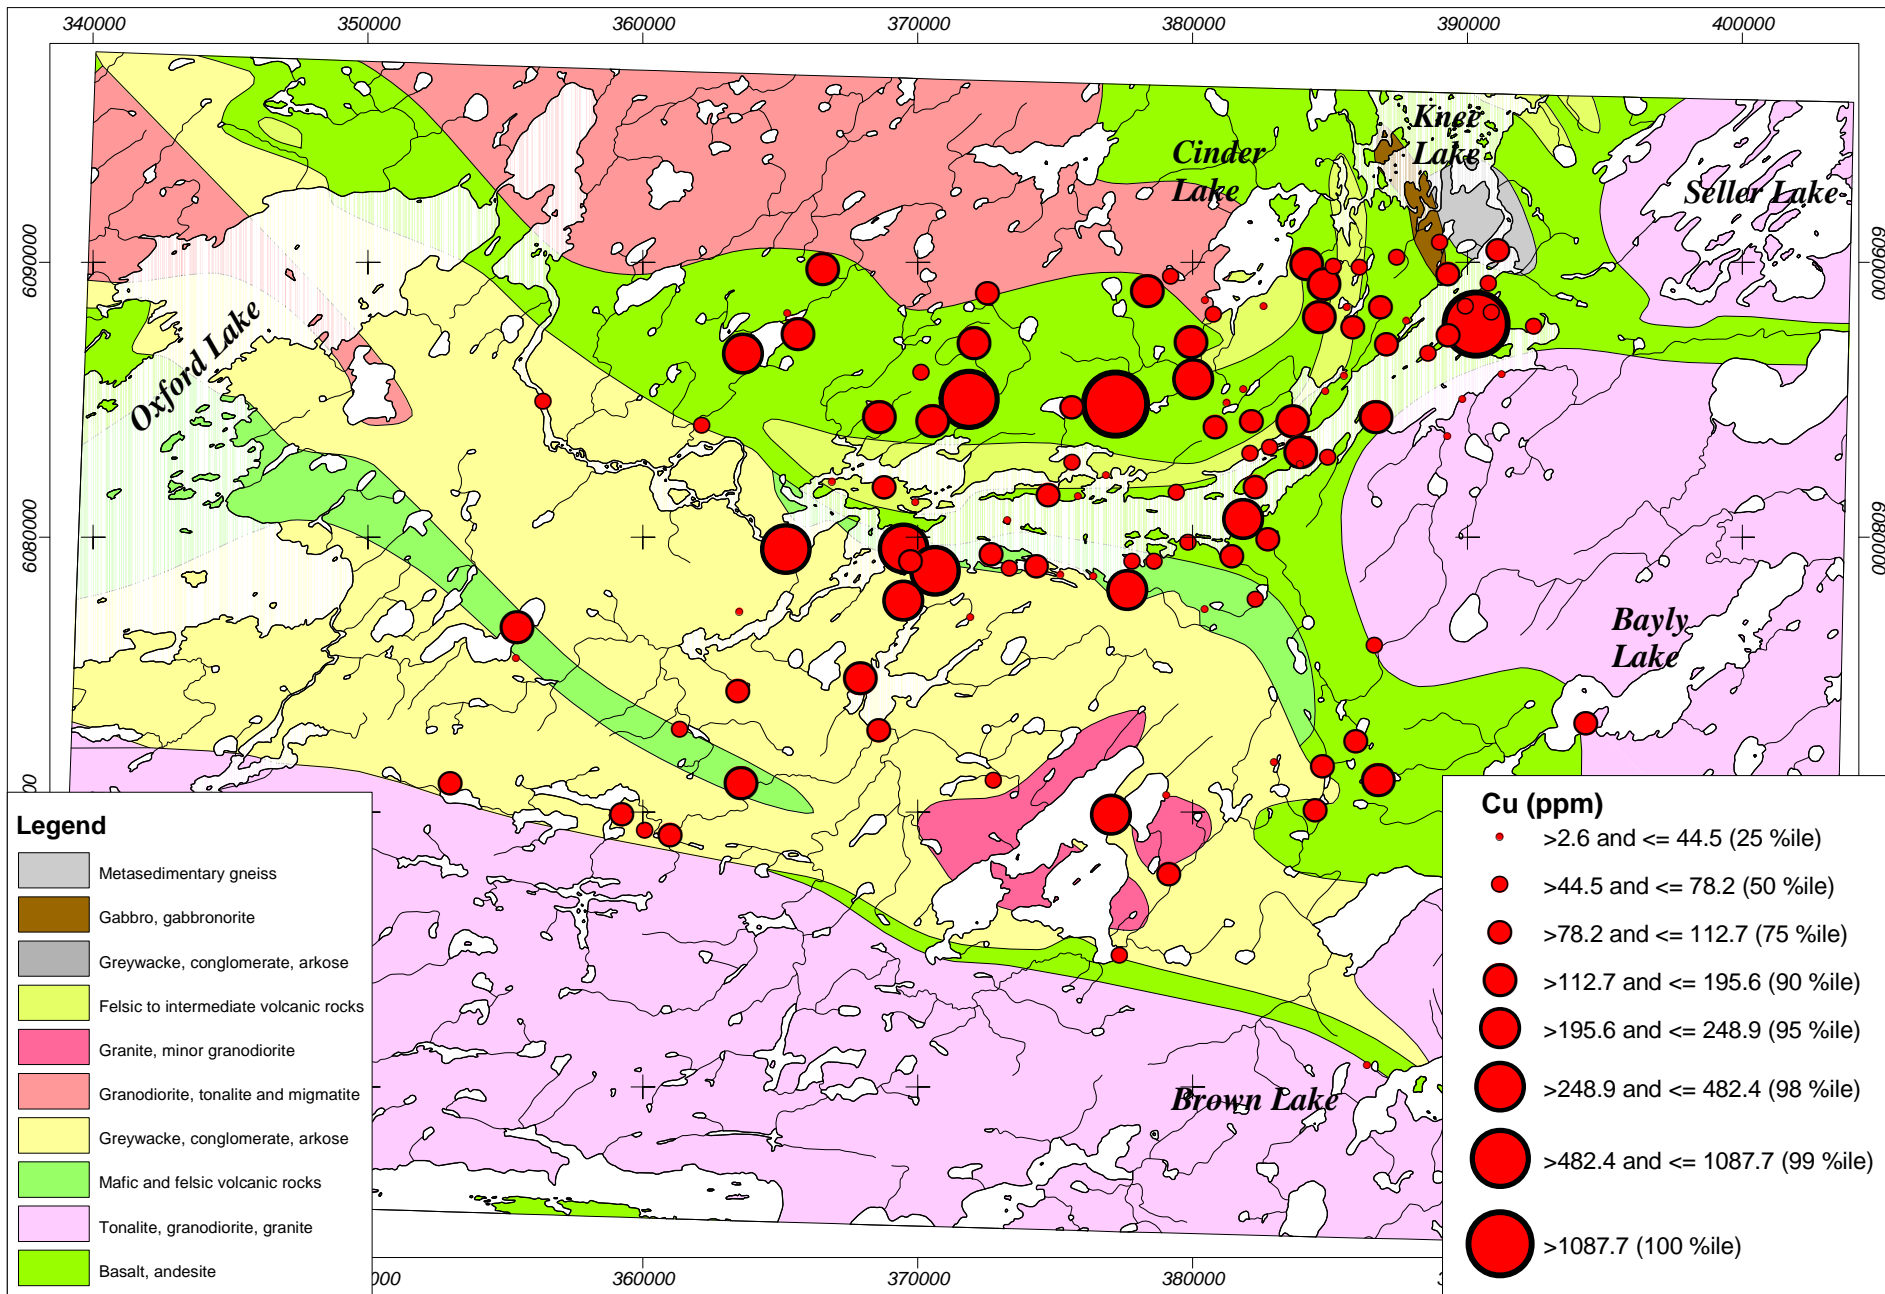 340000
350000
360000
370000
380000
390000
400000
Knee
Lake
Cinder
Lake
Seller Lake
6090000
6090000
Oxford Lake
6080000
6080000
Bayly
Lake
Brown Lake
Legend
Metasedimentary gneiss
Gabbro, gabbronorite
Greywacke, conglomerate, arkose
Felsic to intermediate volcanic rocks
Granite, minor granodiorite
Granodiorite, tonalite and migmatite
Greywacke, conglomerate, arkose
Mafic and felsic volcanic rocks
Tonalite, granodiorite, granite
Basalt, andesite
Cu (ppm)
>2.6 and <= 44.5 (25 %ile)
>44.5 and <= 78.2 (50 %ile)
>78.2 and <= 112.7 (75 %ile)
>112.7 and <= 195.6 (90 %ile)
>195.6 and <= 248.9 (95 %ile)
>248.9 and <= 482.4 (98 %ile)
>482.4 and <= 1087.7 (99 %ile)
>1087.7 (100 %ile)
360000
370000
380000